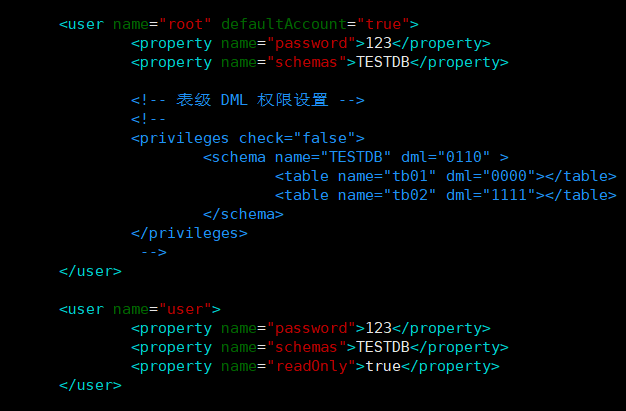 <user name="root" defaultAccount="true">
<property name="password">123</property>
<property name="schemas">TESTDB</property>
<!-- 表级 DML 权限设置 -->
<!--
<privileges check="false">
<schema name="TESTDB" dml="0110" >
<table name="tb01" dml="0000"></table>
<table name="tb02" dml="1111"></table>
</schema>
</privileges>
-->
</user>
<user name="user">
<property name="password">123</property>
<property name="schemas">TESTDB</property>
<property name="readOnly">true</property>
</user>